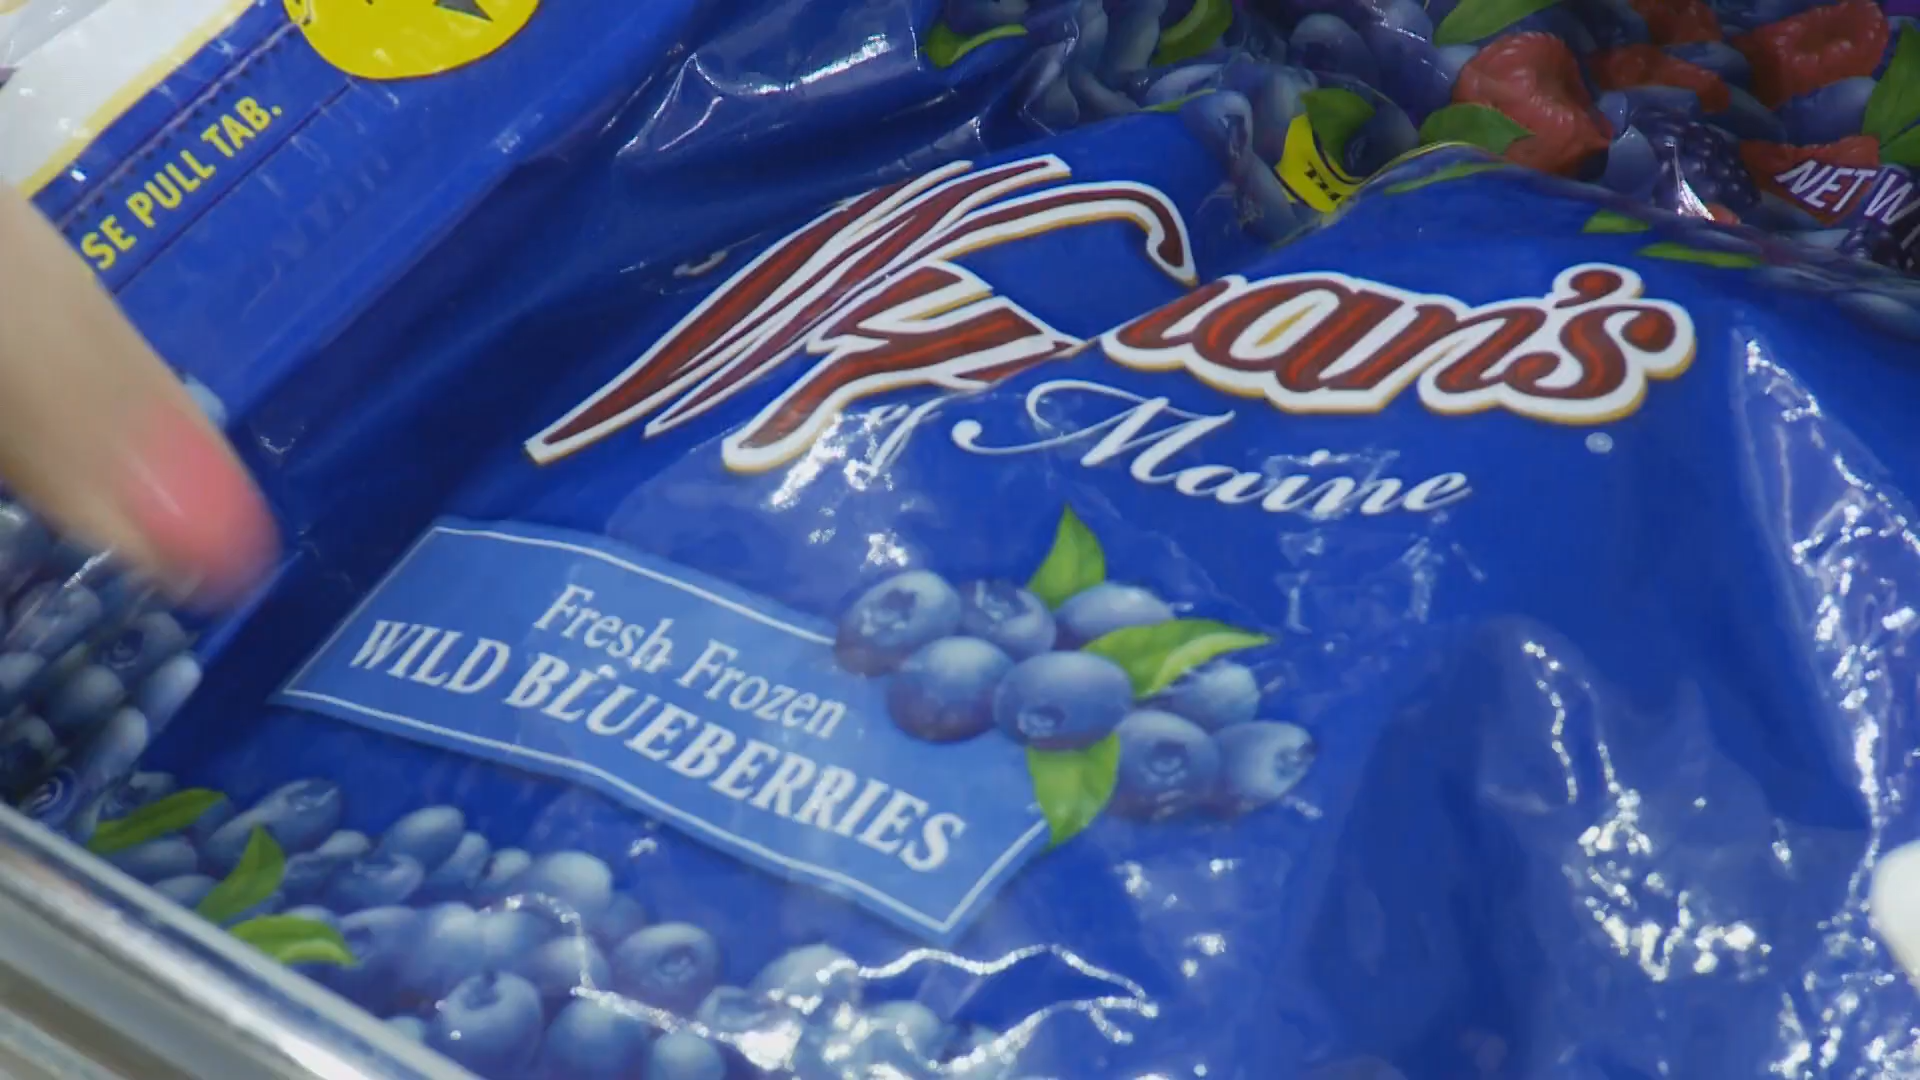 SE PULL TAB.
Wyman's
of Maine
Fresh Frozen
WILD BLUEBERRIES
NET W